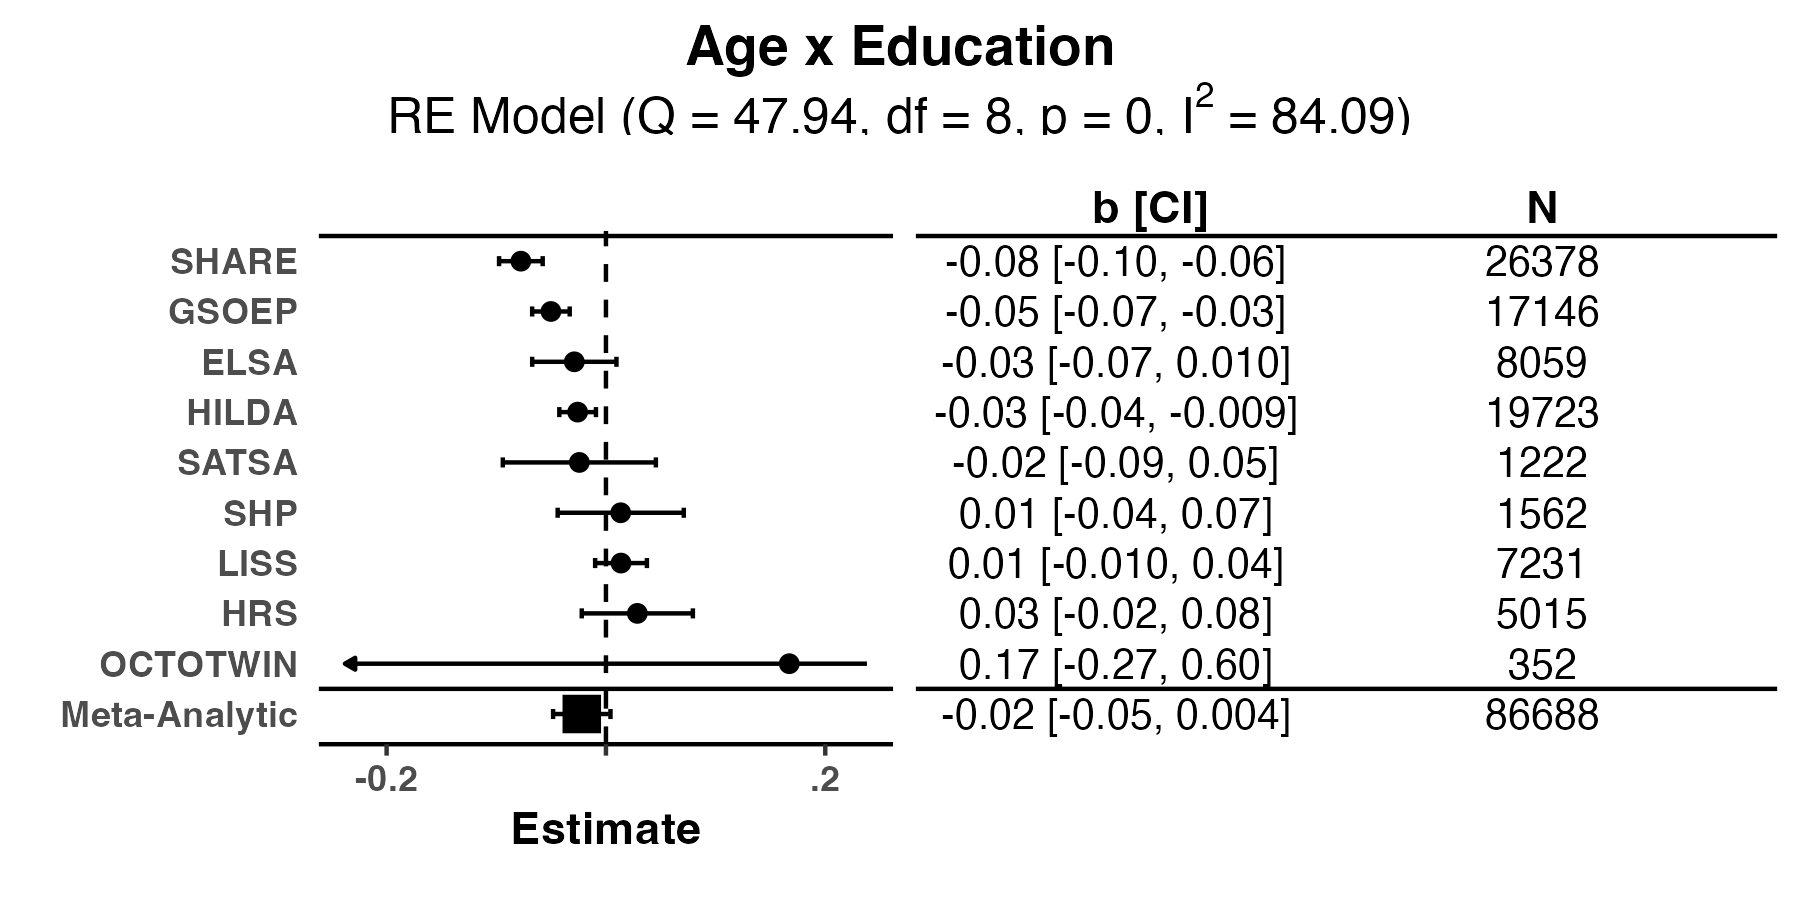 Age x Education
RE Model (Q = 47.94, df = 8, p = 0, I² = 84.09)
b [CI] N
SHARE -0.08 [-0.10, -0.06] 26378
GSOEP -0.05 [-0.07, -0.03] 17146
ELSA -0.03 [-0.07, 0.010] 8059
HILDA -0.03 [-0.04, -0.009] 19723
SATSA -0.02 [-0.09, 0.05] 1222
SHP 0.01 [-0.04, 0.07] 1562
LISS 0.01 [-0.010, 0.04] 7231
HRS 0.03 [-0.02, 0.08] 5015
OCTOTWIN 0.17 [-0.27, 0.60] 352
Meta-Analytic -0.02 [-0.05, 0.004] 86688
-0.2 .2
Estimate